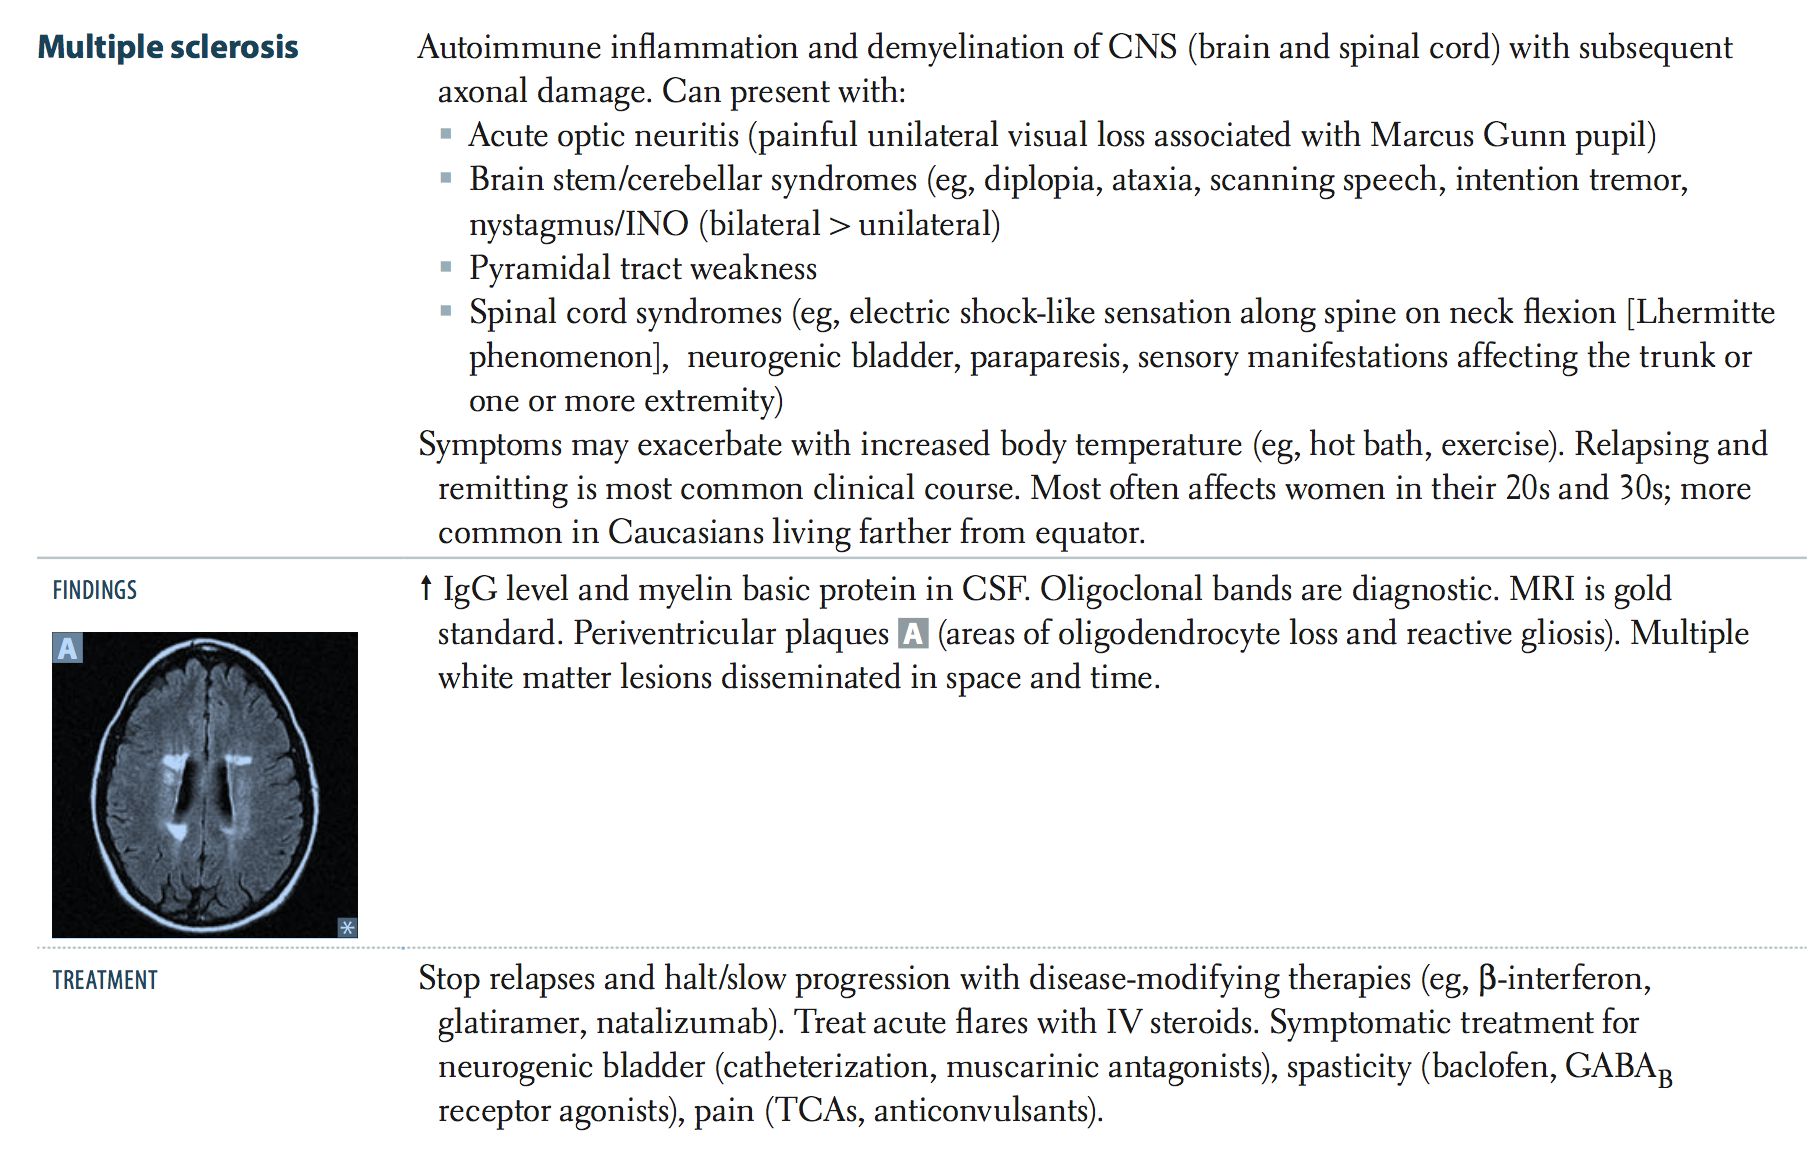 Multiple sclerosis
Autoimmune inflammation and demyelination of CNS (brain and spinal cord) with subsequent
axonal damage. Can present with:
▪ Acute optic neuritis (painful unilateral visual loss associated with Marcus Gunn pupil)
▪ Brain stem/cerebellar syndromes (eg, diplopia, ataxia, scanning speech, intention tremor,
nystagmus/INO (bilateral > unilateral)
▪ Pyramidal tract weakness
▪ Spinal cord syndromes (eg, electric shock-like sensation along spine on neck flexion [Lhermitte
phenomenon], neurogenic bladder, paraparesis, sensory manifestations affecting the trunk or
one or more extremity)
Symptoms may exacerbate with increased body temperature (eg, hot bath, exercise). Relapsing and
remitting is most common clinical course. Most often affects women in their 20s and 30s; more
common in Caucasians living farther from equator.
FINDINGS
↑ IgG level and myelin basic protein in CSF. Oligoclonal bands are diagnostic. MRI is gold
standard. Periventricular plaques A (areas of oligodendrocyte loss and reactive gliosis). Multiple
white matter lesions disseminated in space and time.
A
*
TREATMENT
Stop relapses and halt/slow progression with disease-modifying therapies (eg, β-interferon,
glatiramer, natalizumab). Treat acute flares with IV steroids. Symptomatic treatment for
neurogenic bladder (catheterization, muscarinic antagonists), spasticity (baclofen, GABA_B
receptor agonists), pain (TCAs, anticonvulsants).